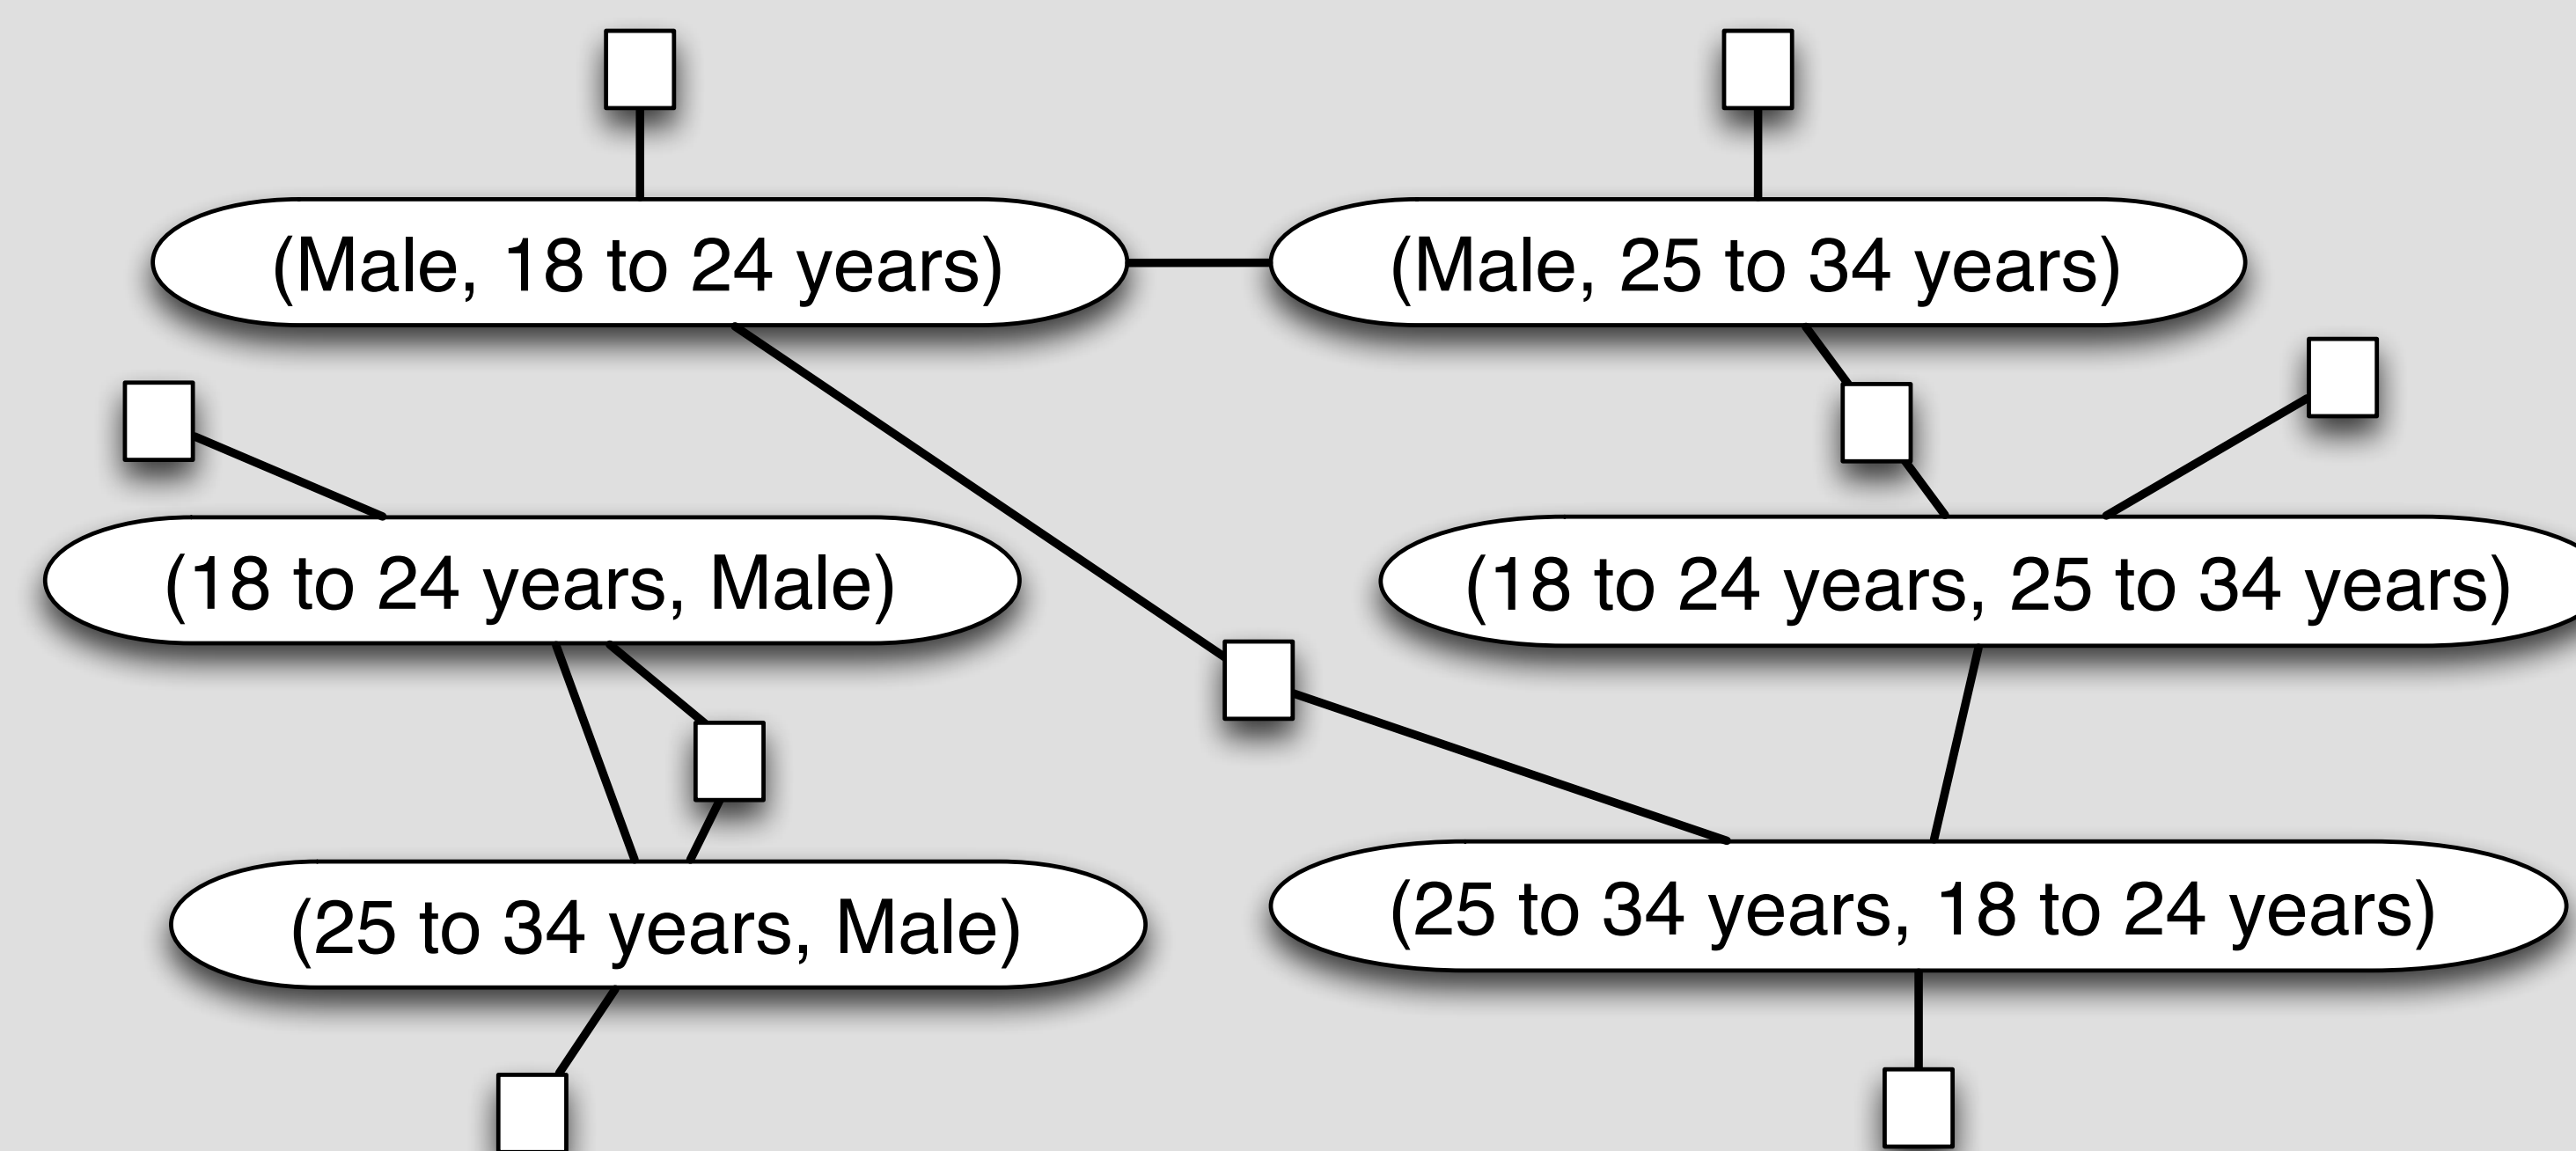 (Male, 18 to 24 years)
(Male, 25 to 34 years)
(18 to 24 years, Male)
(18 to 24 years, 25 to 34 years)
(25 to 34 years, Male)
(25 to 34 years, 18 to 24 years)